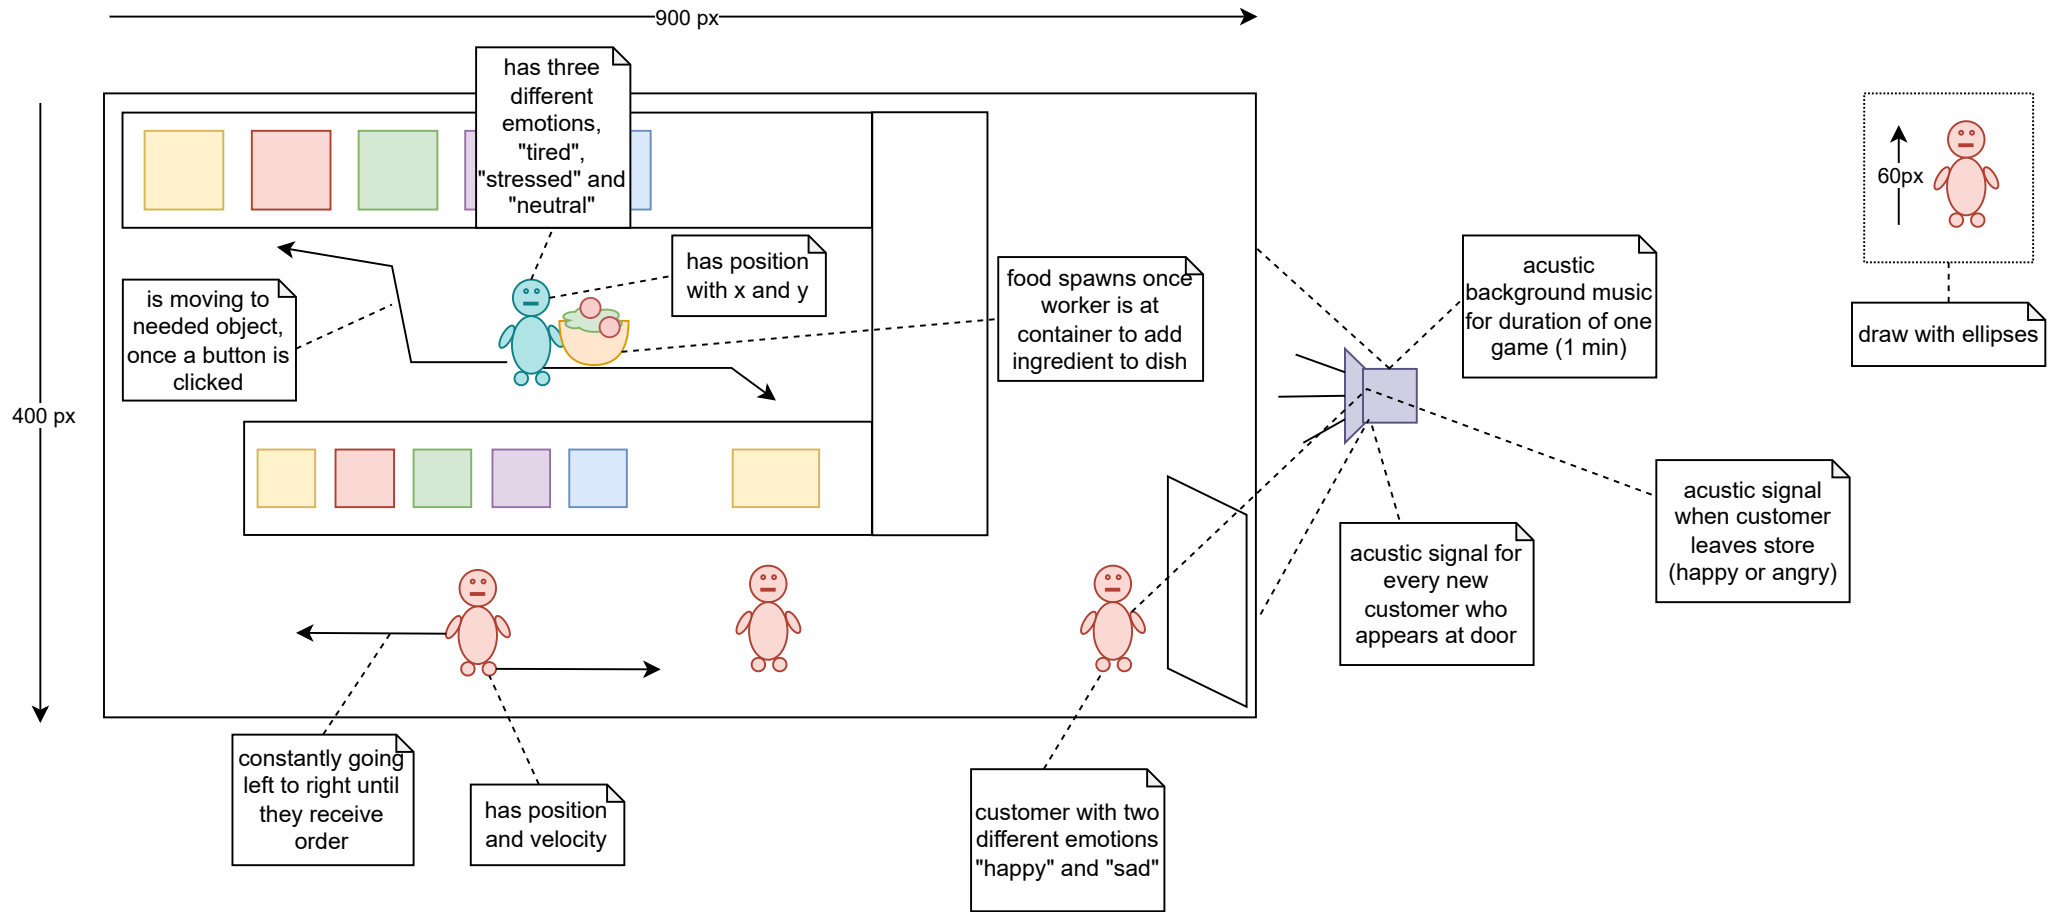 900 px
has three
different
emotions,
"tired",
"stressed" and
"neutral"
60px
has position
with x and y
food spawns once
worker is at
container to add
ingredient to dish
acustic
background music
for duration of one
game (1 min)
draw with ellipses
is moving to
needed object,
once a button is
clicked
400 px
acustic signal
when customer
leaves store
(happy or angry)
acustic signal for
every new
customer who
appears at door
constantly going
left to right until
they receive
order
has position
and velocity
customer with two
different emotions
"happy" and "sad"